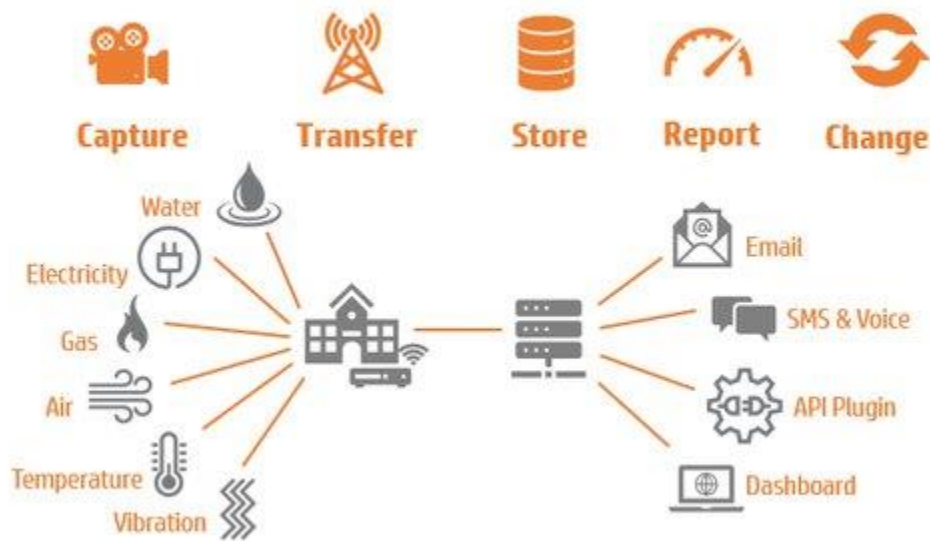 Capture
Transfer
Store
Report
Change
Water
Electricity
Gas
Air
Temperature
Vibration
@
Email
SMS & Voice
API Plugin
Dashboard